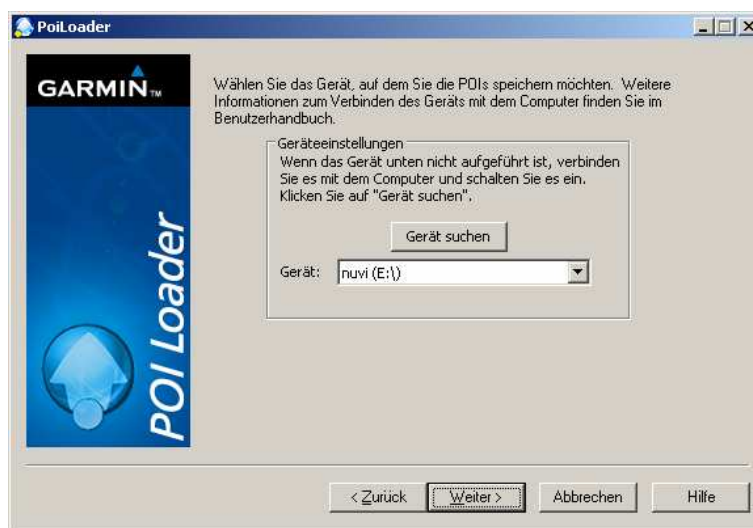 PoiLoader
GARMIN™
POI Loader
Wählen Sie das Gerät, auf dem Sie die POIs speichern möchten. Weitere
Informationen zum Verbinden des Geräts mit dem Computer finden Sie im
Benutzerhandbuch.
Geräteeinstellungen
Wenn das Gerät unten nicht aufgeführt ist, verbinden
Sie es mit dem Computer und schalten Sie es ein.
Klicken Sie auf "Gerät suchen".
Gerät suchen
Gerät: nuvi (E:\)
< Zurück Weiter > Abbrechen Hilfe